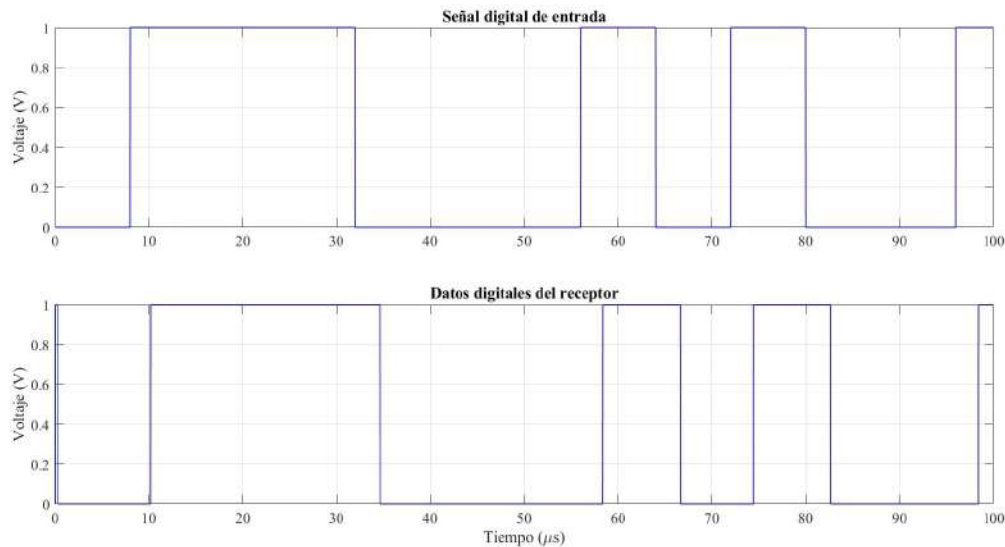 Señal digital de entrada
1
0.8
0.6
0.4
0.2
0
Voltaje (V)
0 10 20 30 40 50 60 70 80 90 100
Datos digitales del receptor
1
0.8
0.6
0.4
0.2
0
Voltaje (V)
0 10 20 30 40 50 60 70 80 90 100
Tiempo (μs)